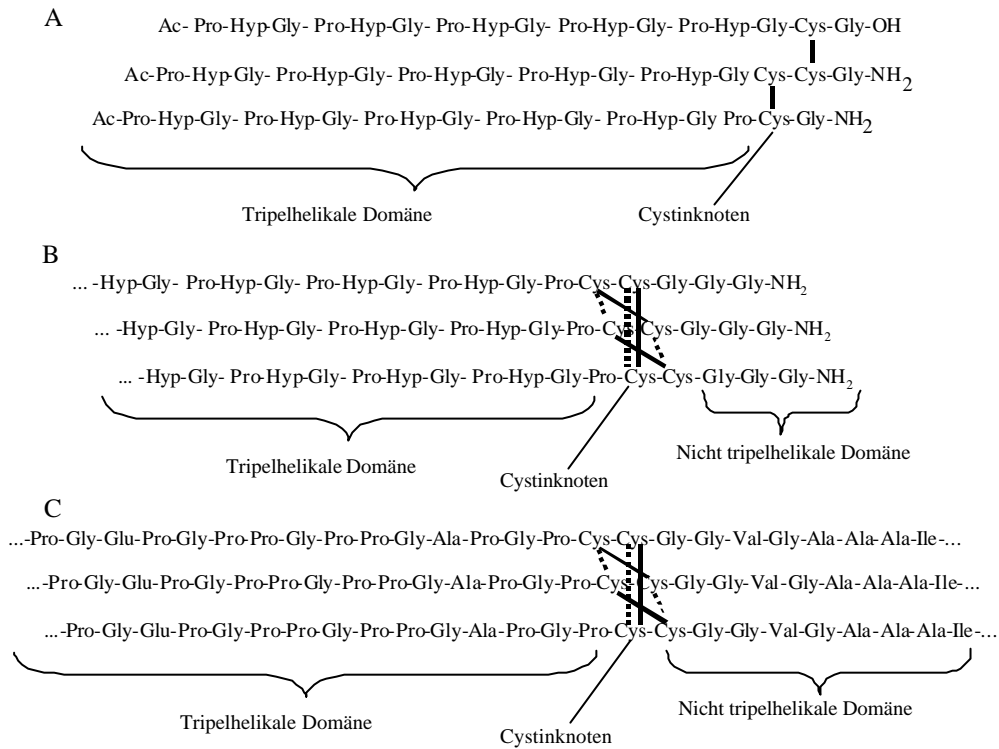 A
Ac- Pro-Hyp-Gly- Pro-Hyp-Gly- Pro-Hyp-Gly- Pro-Hyp-Gly- Pro-Hyp-Gly-Cys-Gly-OH
Ac-Pro-Hyp-Gly- Pro-Hyp-Gly- Pro-Hyp-Gly- Pro-Hyp-Gly- Pro-Hyp-Gly Cys-Cys-Gly-NH2
Ac-Pro-Hyp-Gly- Pro-Hyp-Gly- Pro-Hyp-Gly- Pro-Hyp-Gly- Pro-Hyp-Gly Pro-Cys-Gly-NH2
Tripelhelikale Domäne Cystinknoten
B
... -Hyp-Gly- Pro-Hyp-Gly- Pro-Hyp-Gly- Pro-Hyp-Gly-Pro-Cys-Cys-Gly-Gly-Gly-NH2
... -Hyp-Gly- Pro-Hyp-Gly- Pro-Hyp-Gly- Pro-Hyp-Gly-Pro-Cys-Cys-Gly-Gly-Gly-NH2
... -Hyp-Gly- Pro-Hyp-Gly- Pro-Hyp-Gly- Pro-Hyp-Gly-Pro-Cys-Cys-Gly-Gly-Gly-NH2
Tripelhelikale Domäne Cystinknoten Nicht tripelhelikale Domäne
C
...-Pro-Gly-Glu-Pro-Gly-Pro-Pro-Gly-Pro-Pro-Gly-Ala-Pro-Gly-Pro-Cys-Cys-Gly-Gly-Val-Gly-Ala-Ala-Ala-Ile-...
...-Pro-Gly-Glu-Pro-Gly-Pro-Pro-Gly-Pro-Pro-Gly-Ala-Pro-Gly-Pro-Cys-Cys-Gly-Gly-Val-Gly-Ala-Ala-Ala-Ile-...
...-Pro-Gly-Glu-Pro-Gly-Pro-Pro-Gly-Pro-Pro-Gly-Ala-Pro-Gly-Pro-Cys-Cys-Gly-Gly-Val-Gly-Ala-Ala-Ala-Ile-...
Tripelhelikale Domäne Cystinknoten Nicht tripelhelikale Domäne